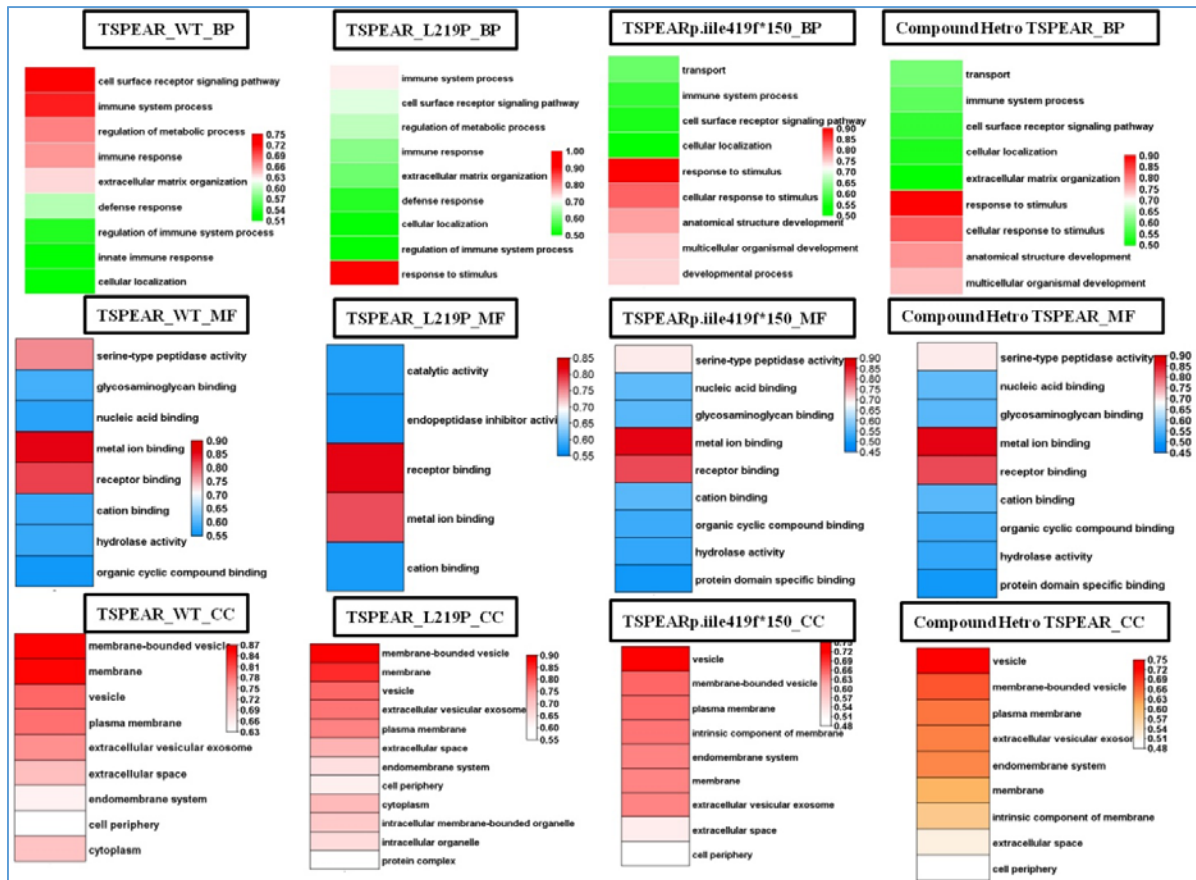 TSPEAR_WT_BP
cell surface receptor signaling pathway
immune system process
regulation of metabolic process
immune response
extracellular matrix organization
defense response
regulation of immune system process
innate immune response
cellular localization
0.75
0.72
0.69
0.66
0.63
0.60
0.57
0.54
0.51
TSPEAR_L219P_BP
immune system process
cell surface receptor signaling pathway
regulation of metabolic process
immune response
extracellular matrix organization
defense response
cellular localization
regulation of immune system process
response to stimulus
1.00
0.90
0.80
0.70
0.60
0.50
TSPEARp.iile419f*150_BP
transport
immune system process
cell surface receptor signaling pathway
cellular localization
response to stimulus
cellular response to stimulus
anatomical structure development
multicellular organismal development
developmental process
0.90
0.85
0.80
0.75
0.70
0.65
0.60
0.55
0.50
Compound Hetro TSPEAR_BP
transport
immune system process
cell surface receptor signaling pathway
cellular localization
extracellular matrix organization
response to stimulus
cellular response to stimulus
anatomical structure development
multicellular organismal development
0.90
0.85
0.80
0.75
0.70
0.65
0.60
0.55
0.50
TSPEAR_WT_MF
serine-type peptidase activity
glycosaminoglycan binding
nucleic acid binding
metal ion binding
receptor binding
cation binding
hydrolase activity
organic cyclic compound binding
0.90
0.85
0.80
0.75
0.70
0.65
0.60
0.55
TSPEAR_L219P_MF
catalytic activity
endopeptidase inhibitor activi
receptor binding
metal ion binding
cation binding
0.85
0.80
0.75
0.70
0.65
0.60
0.55
TSPEARp.iile419f*150_MF
serine-type peptidase activity
nucleic acid binding
glycosaminoglycan binding
metal ion binding
receptor binding
cation binding
organic cyclic compound binding
hydrolase activity
protein domain specific binding
0.90
0.85
0.80
0.75
0.70
0.65
0.60
0.55
0.50
0.45
Compound Hetro TSPEAR_MF
serine-type peptidase activity
nucleic acid binding
glycosaminoglycan binding
metal ion binding
receptor binding
cation binding
organic cyclic compound binding
hydrolase activity
protein domain specific binding
0.90
0.85
0.80
0.75
0.70
0.65
0.60
0.55
0.50
0.45
TSPEAR_WT_CC
membrane-bounded vesicle
membrane
vesicle
plasma membrane
extracellular vesicular exosome
extracellular space
endomembrane system
cell periphery
cytoplasm
0.87
0.84
0.81
0.78
0.75
0.72
0.69
0.66
0.63
TSPEAR_L219P_CC
membrane-bounded vesicle
membrane
vesicle
extracellular vesicular exosome
plasma membrane
extracellular space
endomembrane system
cell periphery
cytoplasm
intracellular membrane-bounded organelle
intracellular organelle
protein complex
0.90
0.85
0.80
0.75
0.70
0.65
0.60
0.55
TSPEARp.iile419f*150_CC
vesicle
membrane-bounded vesicle
plasma membrane
intrinsic component of membrane
endomembrane system
membrane
extracellular vesicular exosome
extracellular space
cell periphery
0.72
0.69
0.66
0.63
0.60
0.57
0.54
0.51
0.48
Compound Hetro TSPEAR_CC
vesicle
membrane-bounded vesicle
plasma membrane
extracellular vesicular exosor
endomembrane system
membrane
intrinsic component of membrane
extracellular space
cell periphery
0.75
0.72
0.69
0.66
0.63
0.60
0.57
0.54
0.51
0.48